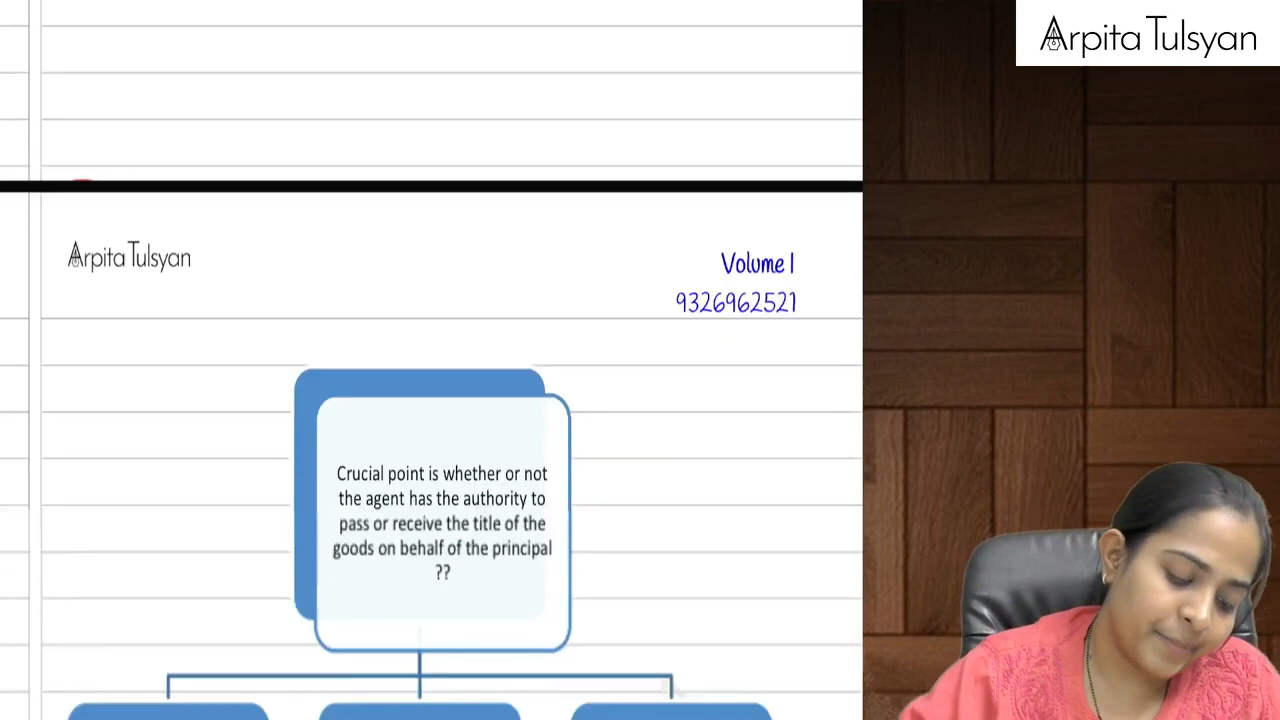 Arpita Tulsyan
Arpita Tulsyan
Volume I
9326962521
Crucial point is whether or not
the agent has the authority to
pass or receive the title of the
goods on behalf of the principal
??